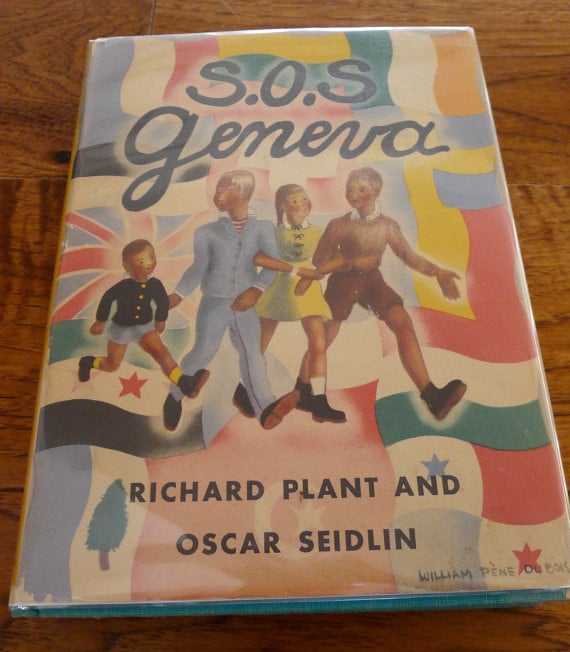 S.O.S
Geneva
RICHARD PLANT AND
OSCAR SEIDLIN
WILLIAM PÈNE DU BOIS